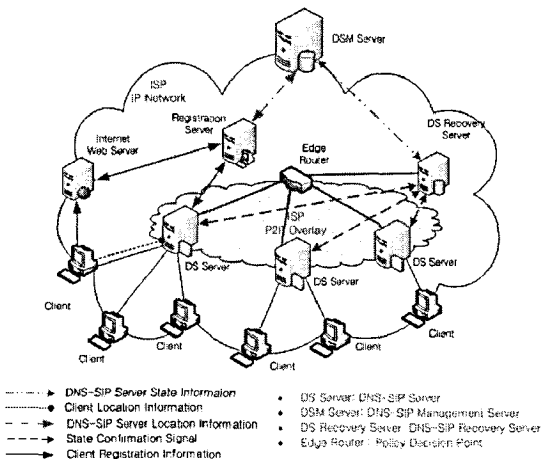 DSM Server
ISP
IP Network
Registration
Server
Internet
Web Server
Edge
Router
DS Recovery
Server
ISP
P2P Overlay
DS Server
DS Server
DS Server
Client
Client
Client
Client
Client
Client
DNS-SIP Server State Informaion
Client Location Information
DNS-SIP Server Location Information
State Confirmation Signal
Client Registration Information
• DS Server: DNS-SIP Server
• DSM Server: DNS-SIP Management Server
• DS Recovery Server: DNS-SIP Recovery Server
• Edge Router: Policy Decision Point